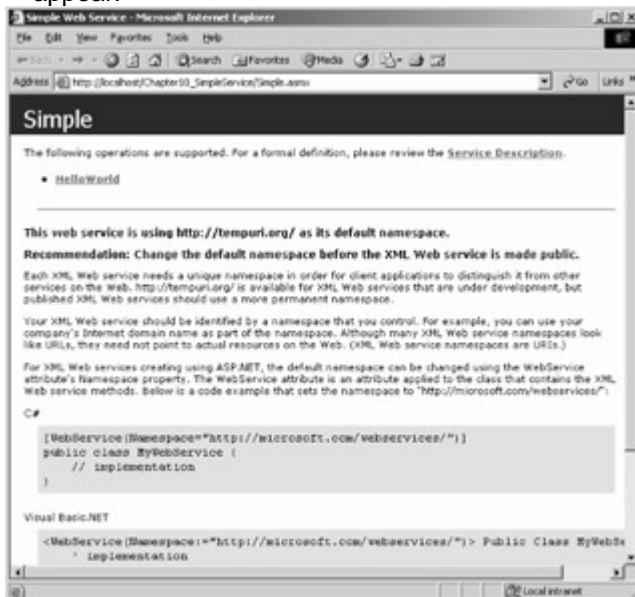 appear.
Simple Web Service - Microsoft Internet Explorer
File Edit View Favorites Tools Help
Back Search Favorites Media
Address http://localhost/Chapter10_SimpleService/Simple.asmx Go Links »
Simple
The following operations are supported. For a formal definition, please review the Service Description.
• HelloWorld
This web service is using http://tempuri.org/ as its default namespace.
Recommendation: Change the default namespace before the XML Web service is made public.
Each XML Web service needs a unique namespace in order for client applications to distinguish it from other
services on the Web. http://tempuri.org/ is available for XML Web services that are under development, but
published XML Web services should use a more permanent namespace.
Your XML Web service should be identified by a namespace that you control. For example, you can use your
company's Internet domain name as part of the namespace. Although many XML Web service namespaces look
like URLs, they need not point to actual resources on the Web. (XML Web service namespaces are URIs.)
For XML Web services creating using ASP.NET, the default namespace can be changed using the WebService
attribute's Namespace property. The WebService attribute is an attribute applied to the class that contains the XML
Web service methods. Below is a code example that sets the namespace to "http://microsoft.com/webservices/":
C#
[WebService(Namespace="http://microsoft.com/webservices/")]
public class MyWebService {
// implementation
}
Visual Basic.NET
<WebService(Namespace:="http://microsoft.com/webservices/")> Public Class MyWebSe
' implementation
Local intranet